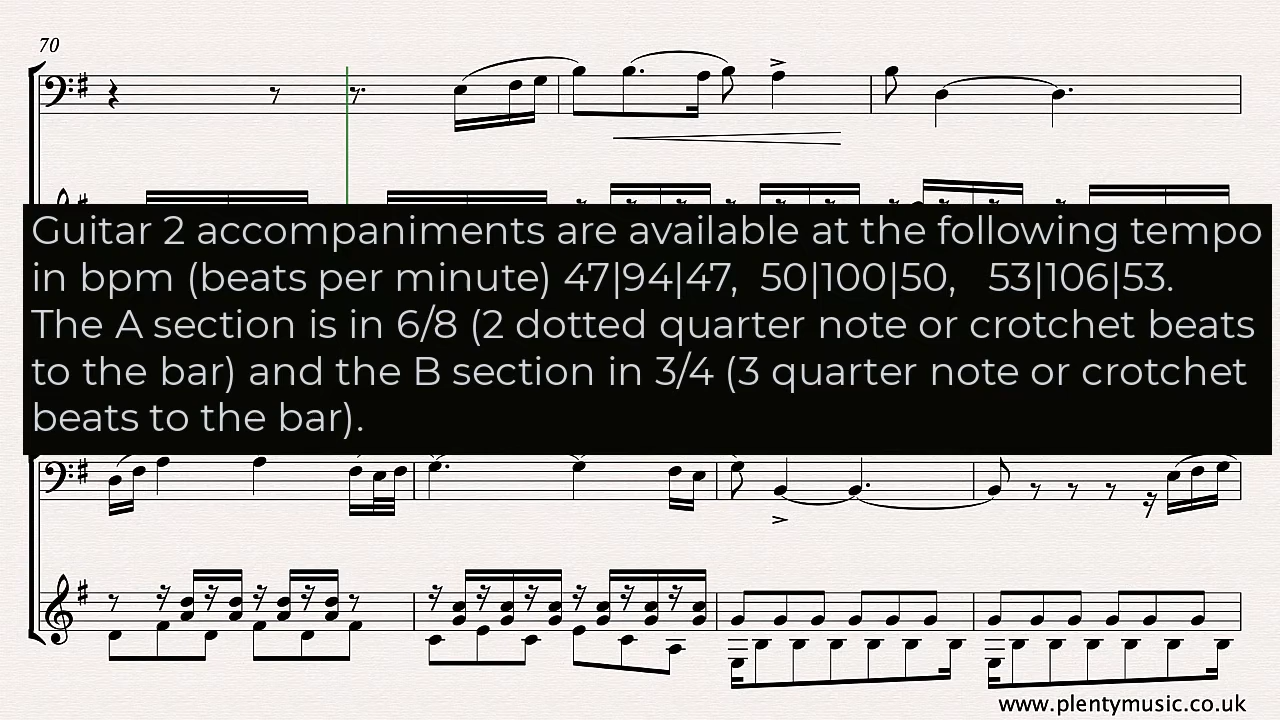 70
Guitar 2 accompaniments are available at the following tempo
in bpm (beats per minute) 47|94|47,  50|100|50,   53|106|53.
The A section is in 6/8 (2 dotted quarter note or crotchet beats
to the bar) and the B section in 3/4 (3 quarter note or crotchet
beats to the bar).
www.plentymusic.co.uk